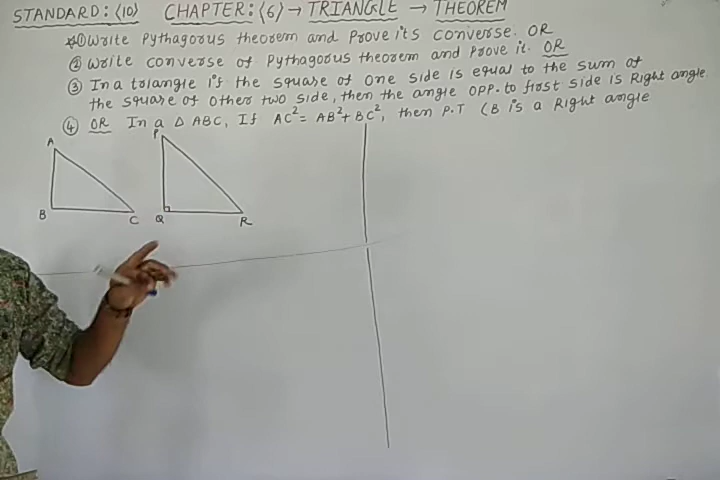 STANDARD: (10) CHAPTER: (6) → TRIANGLE → THEOREM
① Write Pythagorus theorem and prove its converse. OR
② Write converse of Pythagorus theorem and prove it. OR
③ In a triangle if the square of one side is equal to the sum of
the square of other two side, then the angle opp. to first side is Right angle.
④ OR In a △ ABC, If AC² = AB² + BC², then P.T ∠B is a Right angle
A
B
C
P
Q
R